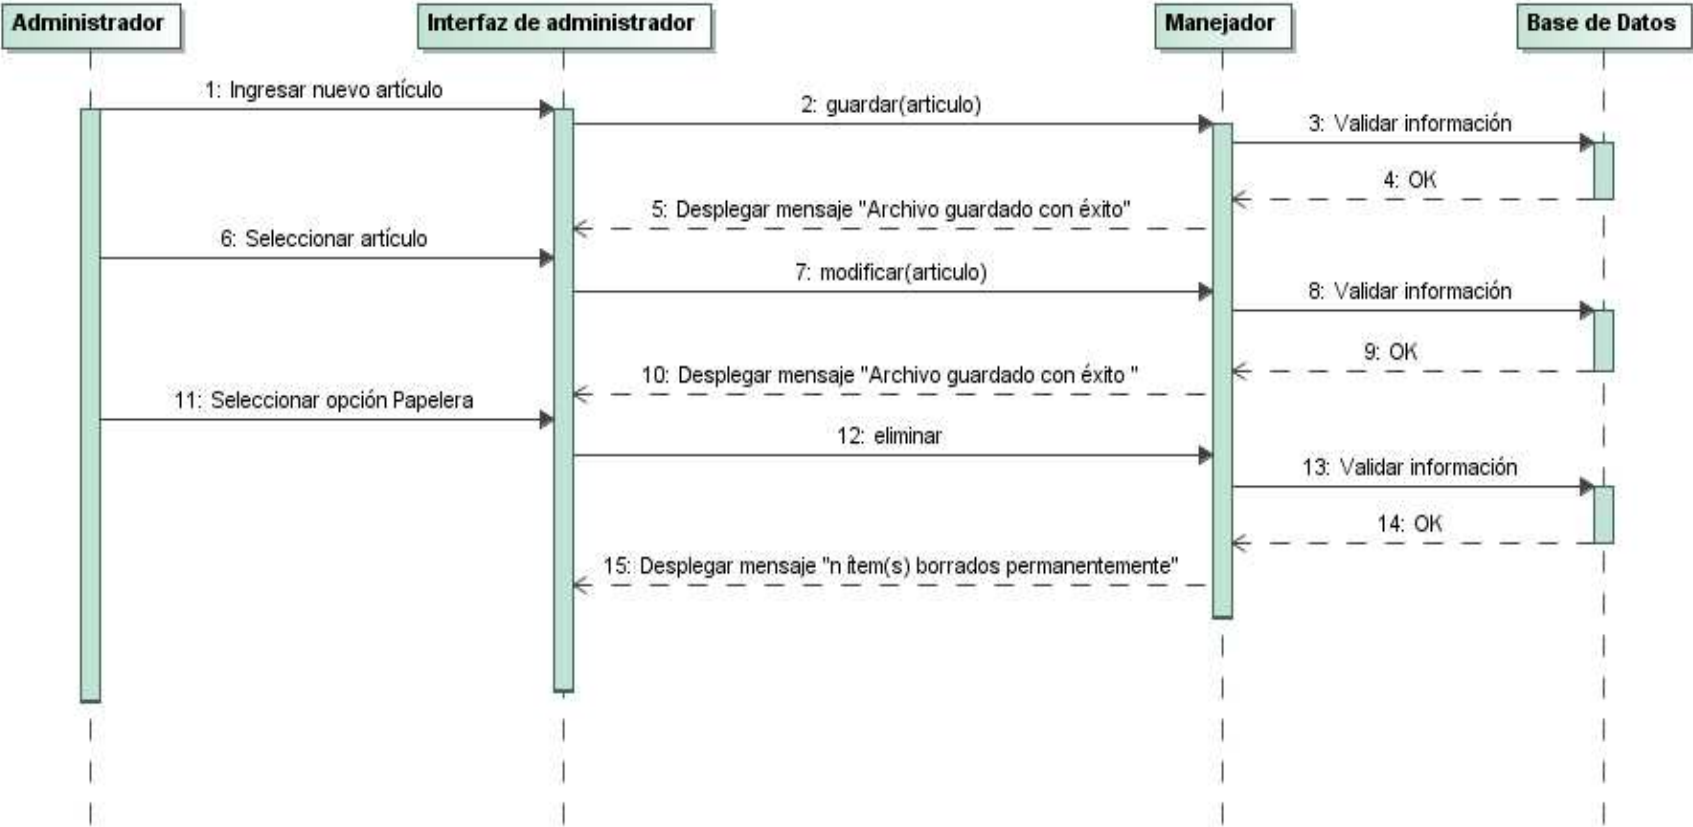 Administrador
Interfaz de administrador
Manejador
Base de Datos
1: Ingresar nuevo artículo
2: guardar(articulo)
3: Validar información
4: OK
5: Desplegar mensaje "Archivo guardado con éxito"
6: Seleccionar artículo
7: modificar(articulo)
8: Validar información
9: OK
10: Desplegar mensaje "Archivo guardado con éxito "
11: Seleccionar opción Papelera
12: eliminar
13: Validar información
14: OK
15: Desplegar mensaje "n ítem(s) borrados permanentemente"